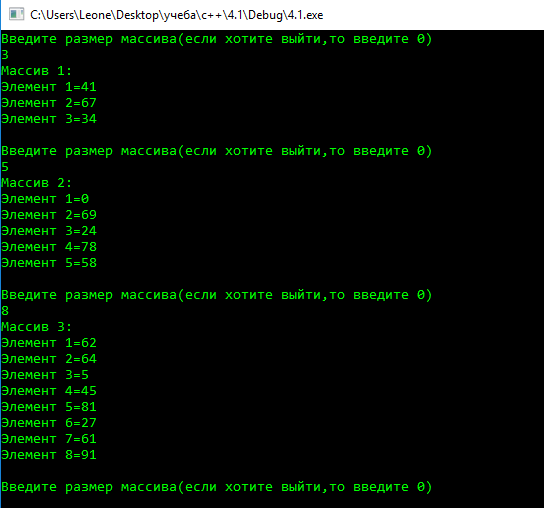 C:\Users\Leone\Desktop\учеба\c++\4.1\Debug\4.1.exe
Введите размер массива(если хотите выйти,то введите 0)
3
Массив 1:
Элемент 1=41
Элемент 2=67
Элемент 3=34
Введите размер массива(если хотите выйти,то введите 0)
5
Массив 2:
Элемент 1=0
Элемент 2=69
Элемент 3=24
Элемент 4=78
Элемент 5=58
Введите размер массива(если хотите выйти,то введите 0)
8
Массив 3:
Элемент 1=62
Элемент 2=64
Элемент 3=5
Элемент 4=45
Элемент 5=81
Элемент 6=27
Элемент 7=61
Элемент 8=91
Введите размер массива(если хотите выйти,то введите 0)